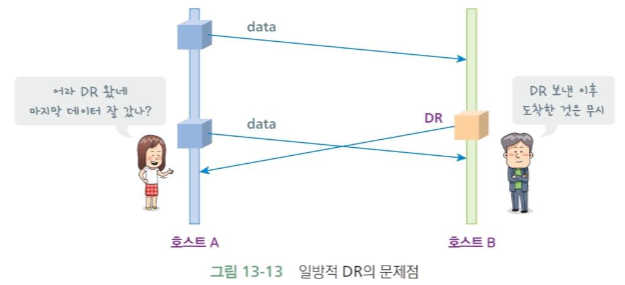 data
어라 DR 왔네
마지막 데이터 잘 갔나?
DR 보낸 이후
도착한 것은 무시
DR
data
호스트 A
호스트 B
그림 13-13 일방적 DR의 문제점